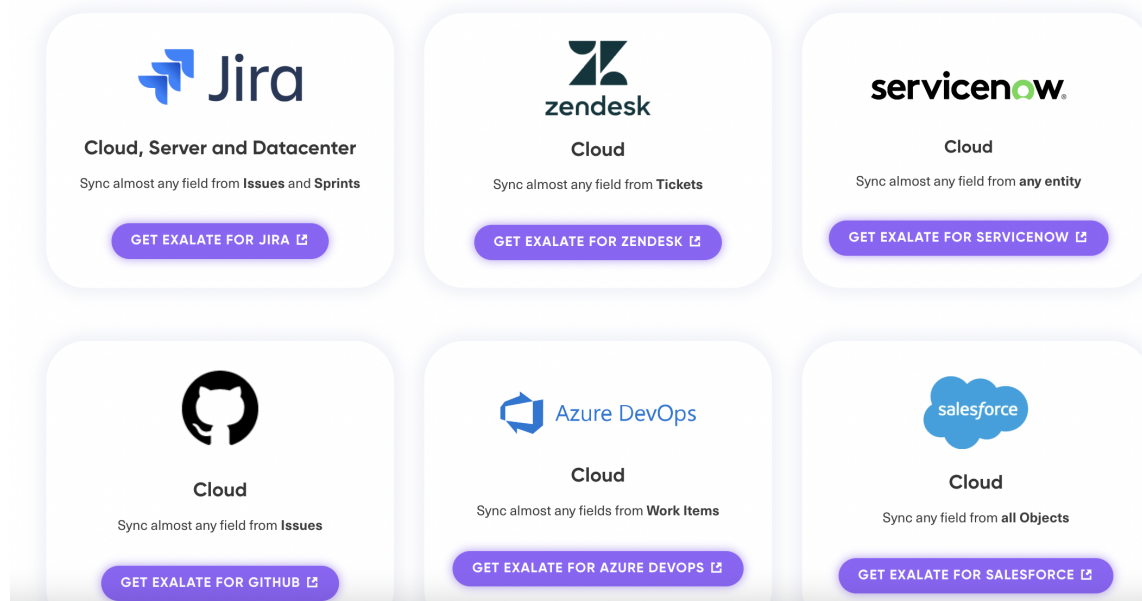 Jira
Cloud, Server and Datacenter
Sync almost any field from Issues and Sprints
GET EXALATE FOR JIRA
zendesk
Cloud
Sync almost any field from Tickets
GET EXALATE FOR ZENDESK
servicenow®
Cloud
Sync almost any field from any entity
GET EXALATE FOR SERVICENOW
Cloud
Sync almost any field from Issues
GET EXALATE FOR GITHUB
Azure DevOps
Cloud
Sync almost any fields from Work Items
GET EXALATE FOR AZURE DEVOPS
salesforce
Cloud
Sync any field from all Objects
GET EXALATE FOR SALESFORCE